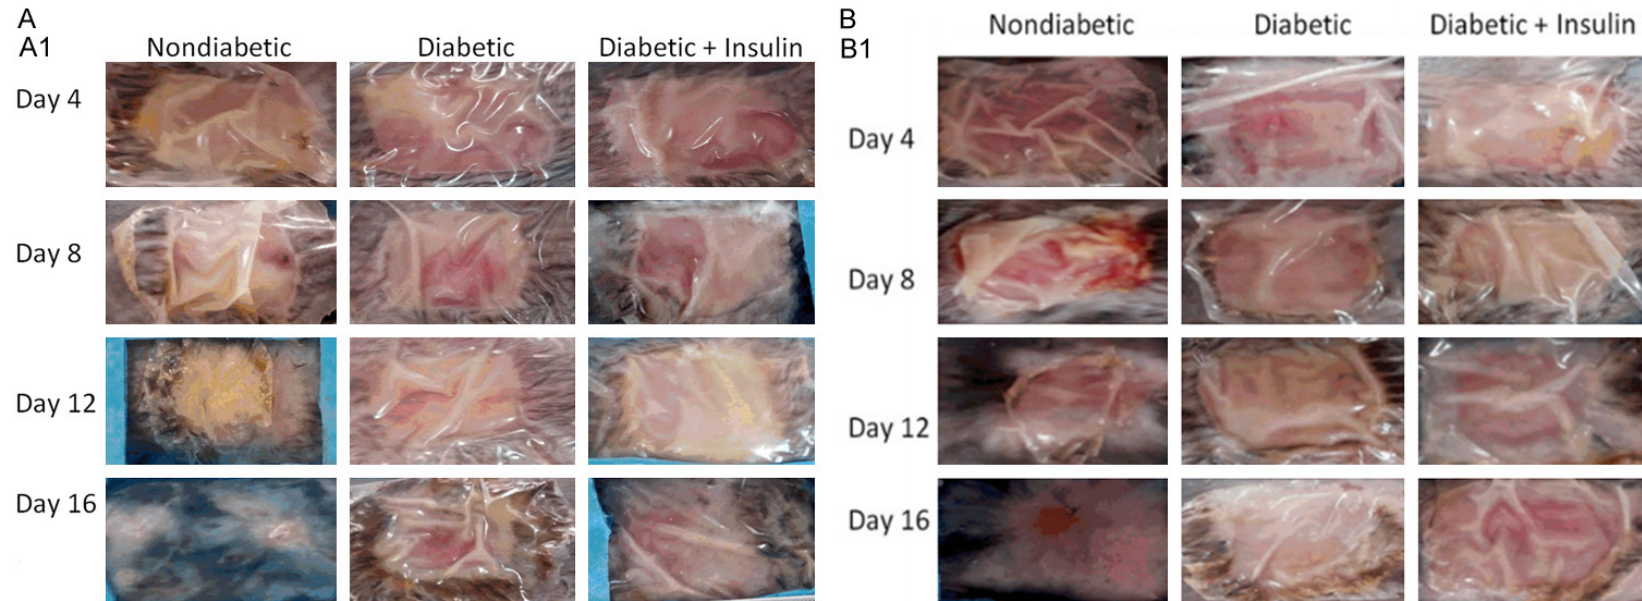 A
A1
Nondiabetic Diabetic Diabetic + Insulin
Day 4
Day 8
Day 12
Day 16
B
B1
Nondiabetic Diabetic Diabetic + Insulin
Day 4
Day 8
Day 12
Day 16